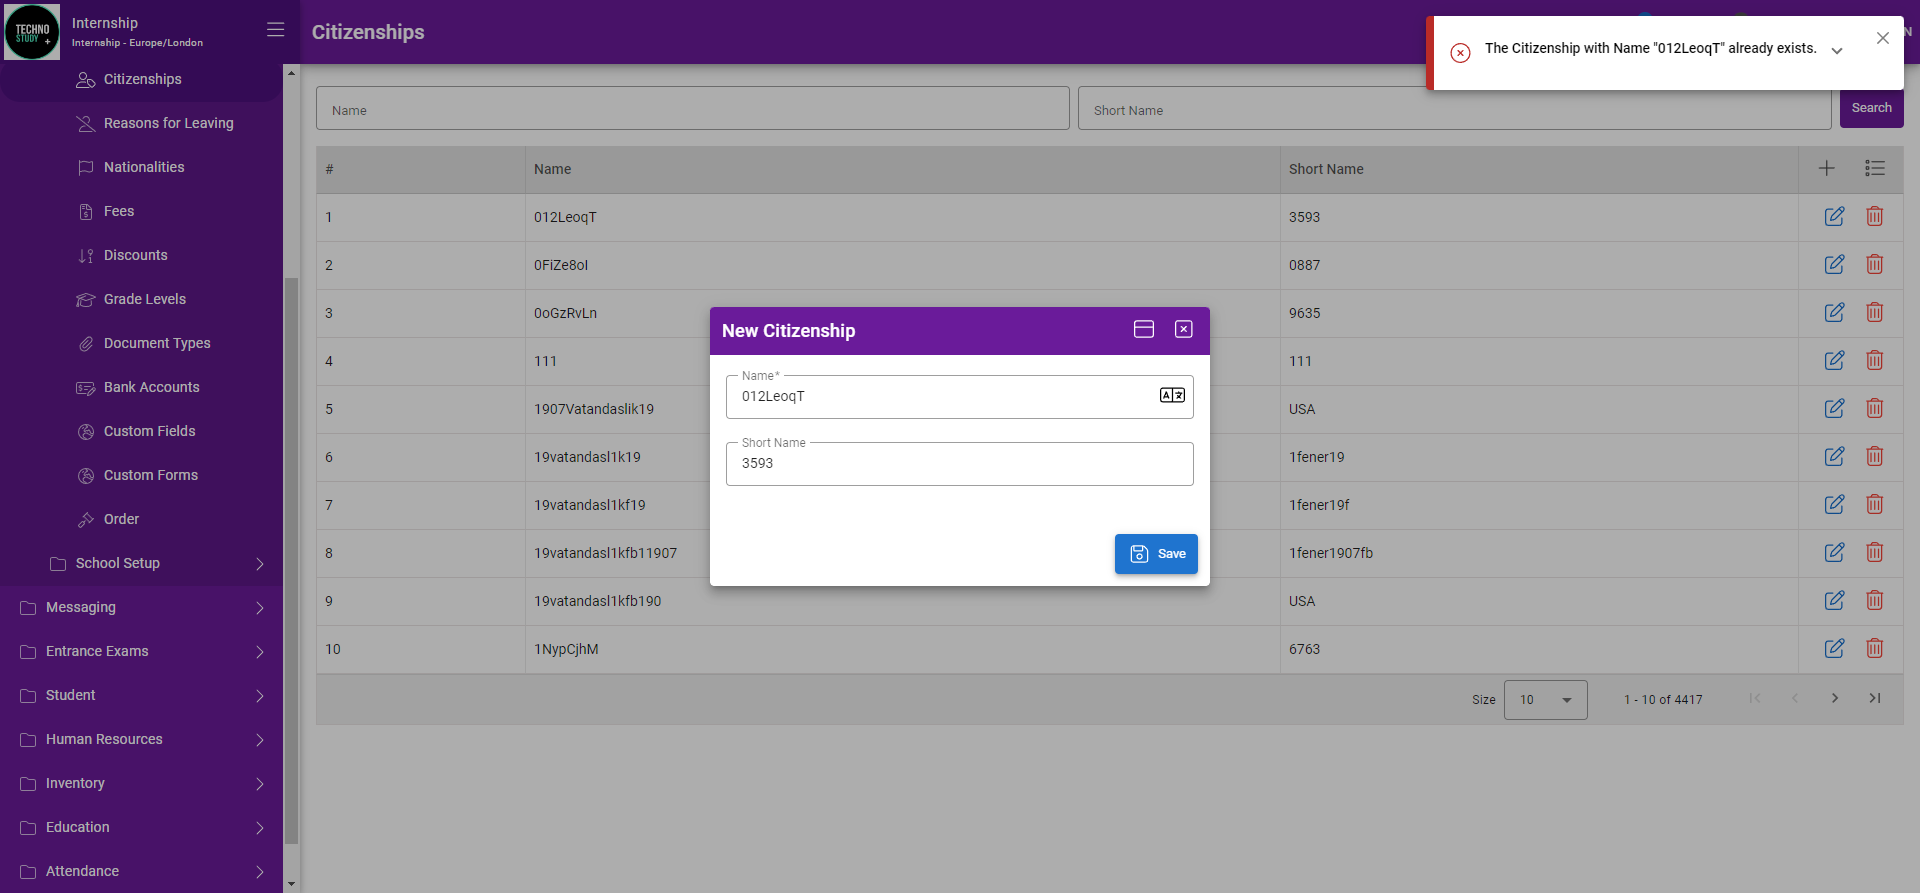 TECHNO
STUDY
Internship
Internship - Europe/London
Citizenships
Reasons for Leaving
Nationalities
Fees
Discounts
Grade Levels
Document Types
Bank Accounts
Custom Fields
Custom Forms
Order
School Setup
Messaging
Entrance Exams
Student
Human Resources
Inventory
Education
Attendance
Citizenships
The Citizenship with Name "012LeoqT" already exists.
N
Name Short Name Search
# Name Short Name
1 012LeoqT 3593
2 0FiZe8oI 0887
3 0oGzRvLn 9635
4 111 111
5 1907Vatandaslik19 USA
6 19vatandasl1k19 1fener19
7 19vatandasl1kf19 1fener19f
8 19vatandasl1kfb11907 1fener1907fb
9 19vatandasl1kfb190 USA
10 1NypCjhM 6763
Size 10 1 - 10 of 4417
New Citizenship
Name*
012LeoqT
Short Name
3593
Save